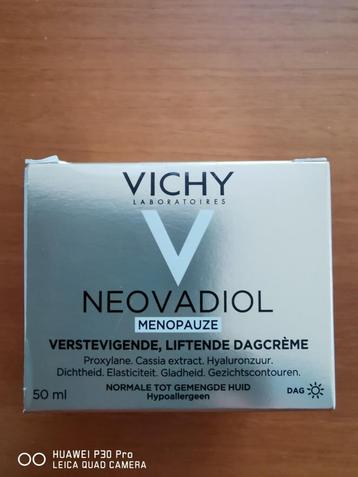 VICHY
LABORATOIRES
V
NEOVADIOL
MENOPAUZE
VERSTEVIGENDE, LIFTENDE DAGCRÈME
Proxylane. Cassia extract. Hyaluronzuur.
Dichtheid. Elasticiteit. Gladheid. Gezichtscontouren.
50 ml
NORMALE TOT GEMENGDE HUID
Hypoallergeen
DAG
HUAWEI P30 Pro
LEICA QUAD CAMERA